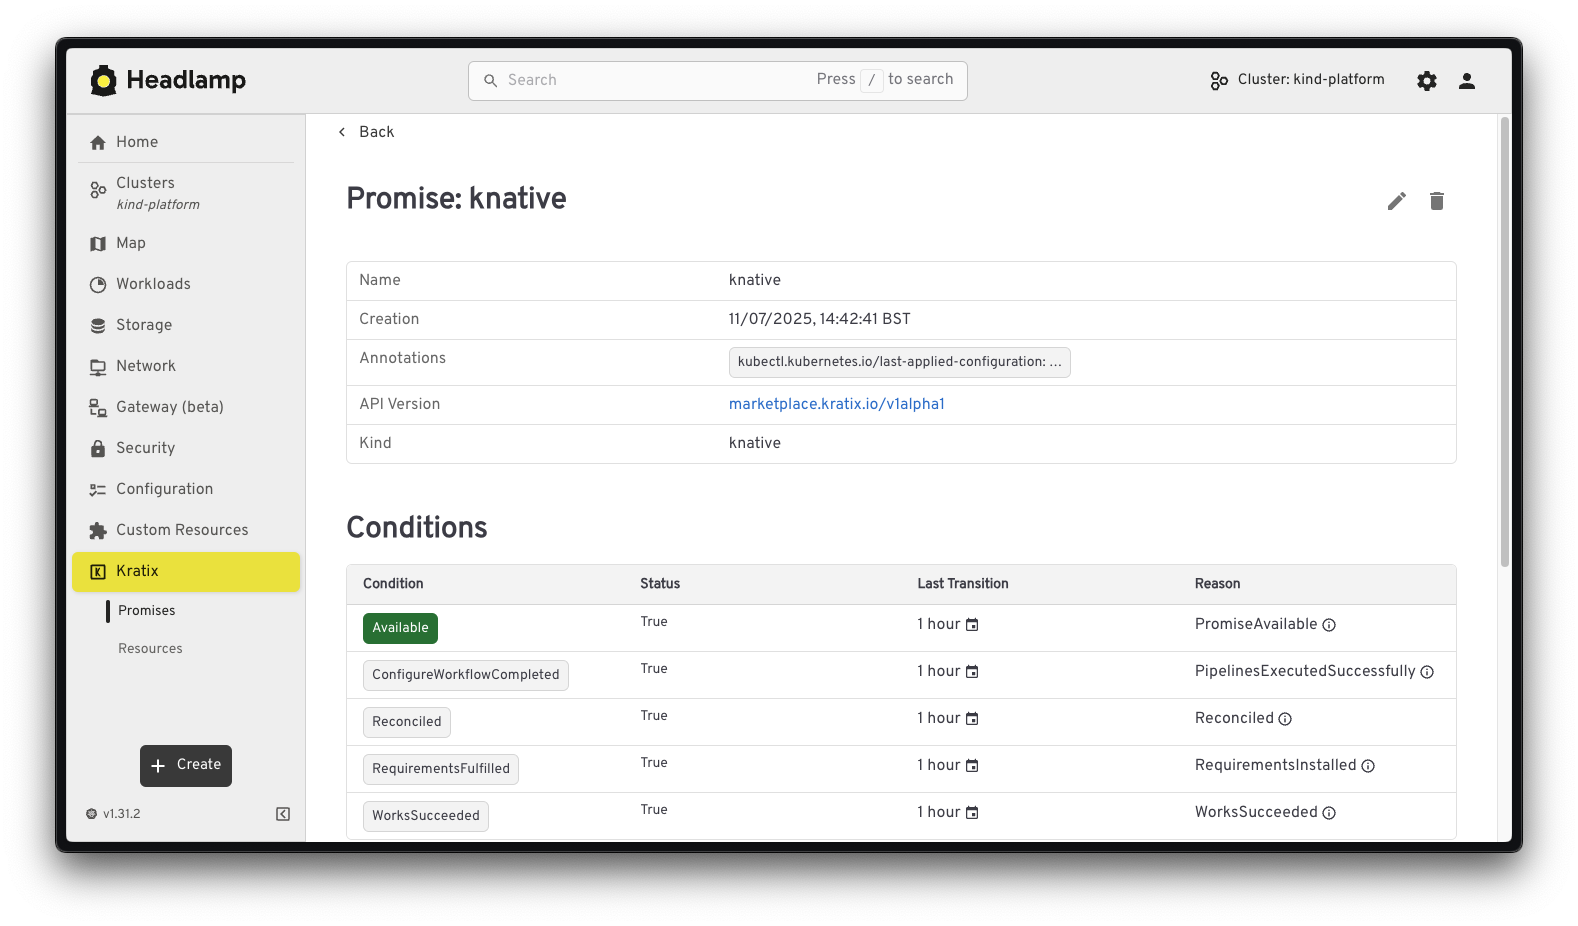 Headlamp
Search
Press / to search
Cluster: kind-platform
Home
Clusters
kind-platform
Map
Workloads
Storage
Network
Gateway (beta)
Security
Configuration
Custom Resources
K Kratix
Promises
Resources
+ Create
v1.31.2
Back
Promise: knative
Name knative
Creation 11/07/2025, 14:42:41 BST
Annotations kubectl.kubernetes.io/last-applied-configuration: …
API Version marketplace.kratix.io/v1alpha1
Kind knative
Conditions
Condition Status Last Transition Reason
Available True 1 hour PromiseAvailable
ConfigureWorkflowCompleted True 1 hour PipelinesExecutedSuccessfully
Reconciled True 1 hour Reconciled
RequirementsFulfilled True 1 hour RequirementsInstalled
WorksSucceeded True 1 hour WorksSucceeded